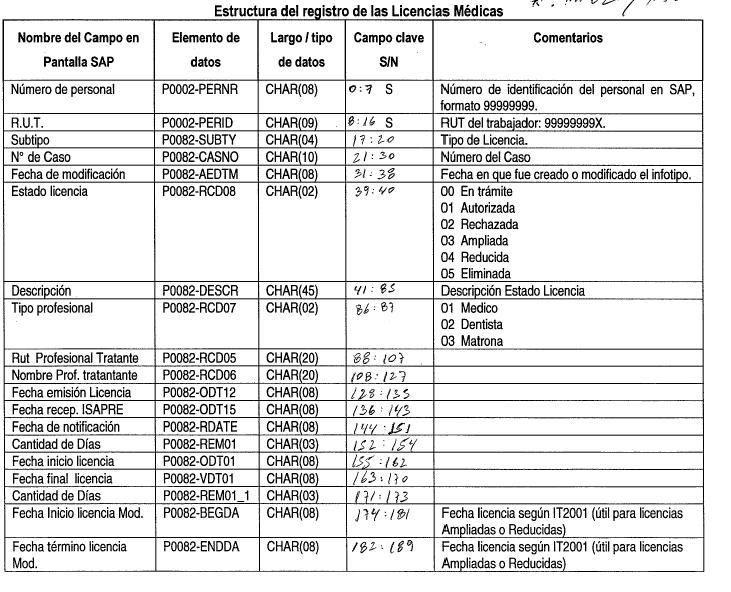 Estructura del registro de las Licencias Médicas
Nombre del Campo en Pantalla SAP | Elemento de datos | Largo / tipo de datos | Campo clave S/N | Comentarios
Número de personal | P0002-PERNR | CHAR(08) | 0:7 S | Número de identificación del personal en SAP, formato 99999999.
R.U.T. | P0002-PERID | CHAR(09) | 8:16 S | RUT del trabajador: 99999999X.
Subtipo | P0082-SUBTY | CHAR(04) | 17:20 | Tipo de Licencia.
N° de Caso | P0082-CASNO | CHAR(10) | 21:30 | Número del Caso
Fecha de modificación | P0082-AEDTM | CHAR(08) | 31:38 | Fecha en que fue creado o modificado el infotipo.
Estado licencia | P0082-RCD08 | CHAR(02) | 39:40 | 00 En trámite
01 Autorizada
02 Rechazada
03 Ampliada
04 Reducida
05 Eliminada
Descripción | P0082-DESCR | CHAR(45) | 41:85 | Descripción Estado Licencia
Tipo profesional | P0082-RCD07 | CHAR(02) | 86:87 | 01 Medico
02 Dentista
03 Matrona
Rut Profesional Tratante | P0082-RCD05 | CHAR(20) | 88:107
Nombre Prof. tratantante | P0082-RCD06 | CHAR(20) | 108:127
Fecha emisión Licencia | P0082-ODT12 | CHAR(08) | 128:135
Fecha recep. ISAPRE | P0082-ODT15 | CHAR(08) | 136:143
Fecha de notificación | P0082-RDATE | CHAR(08) | 144:151
Cantidad de Días | P0082-REM01 | CHAR(03) | 152:154
Fecha inicio licencia | P0082-ODT01 | CHAR(08) | 155:162
Fecha final licencia | P0082-VDT01 | CHAR(08) | 163:170
Cantidad de Días | P0082-REM01_1 | CHAR(03) | 171:173
Fecha Inicio licencia Mod. | P0082-BEGDA | CHAR(08) | 174:181 | Fecha licencia según IT2001 (útil para licencias Ampliadas o Reducidas)
Fecha término licencia Mod. | P0082-ENDDA | CHAR(08) | 182:189 | Fecha licencia según IT2001 (útil para licencias Ampliadas o Reducidas)